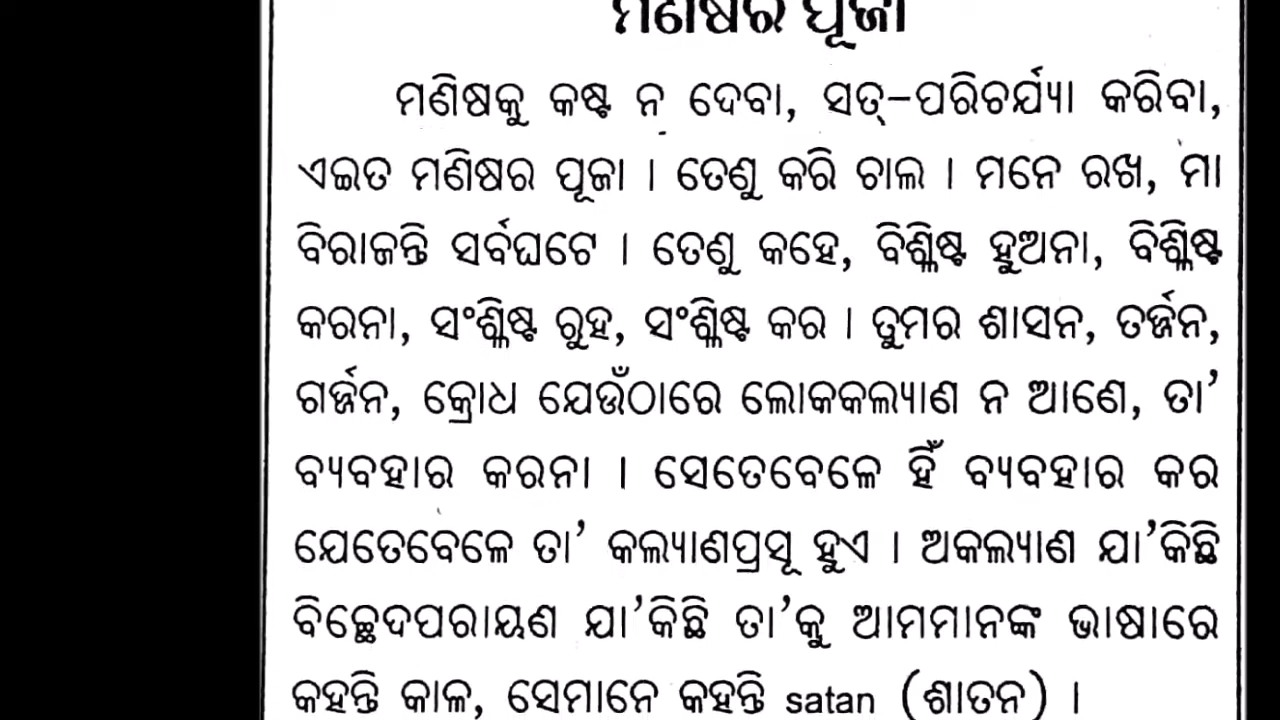 ମଣିଷର ପୂଜା
ମଣିଷକୁ କଷ୍ଟ ନ ଦେବା, ସତ୍-ପରିଚର୍ଯ୍ୟା କରିବା,
ଏଇତ ମଣିଷର ପୂଜା । ତେଣୁ କରି ଚାଲ । ମନେ ରଖ, ମା
ବିରାଜନ୍ତି ସର୍ବଘଟେ । ତେଣୁ କହେ, ବିଶ୍ଳିଷ୍ଟ ହୁଅନା, ବିଶ୍ଳିଷ୍ଟ
କରନା, ସଂଶ୍ଳିଷ୍ଟ ରୁହ, ସଂଶ୍ଳିଷ୍ଟ କର । ତୁମର ଶାସନ, ତର୍ଜ୍ଜନ,
ଗର୍ଜ୍ଜନ, କ୍ରୋଧ ଯେଉଁଠାରେ ଲୋକକଲ୍ୟାଣ ନ ଆଣେ, ତା’
ବ୍ୟବହାର କରନା । ସେତେବେଳେ ହିଁ ବ୍ୟବହାର କର
ଯେତେବେଳେ ତା’ କଲ୍ୟାଣପ୍ରସୂ ହୁଏ । ଅକଲ୍ୟାଣ ଯା’କିଛି
ବିଚ୍ଛେଦପରାୟଣ ଯା’କିଛି ତା’କୁ ଆମମାନଙ୍କ ଭାଷାରେ
କହନ୍ତି କାଳ, ସେମାନେ କହନ୍ତି satan (ଶାତନ) ।